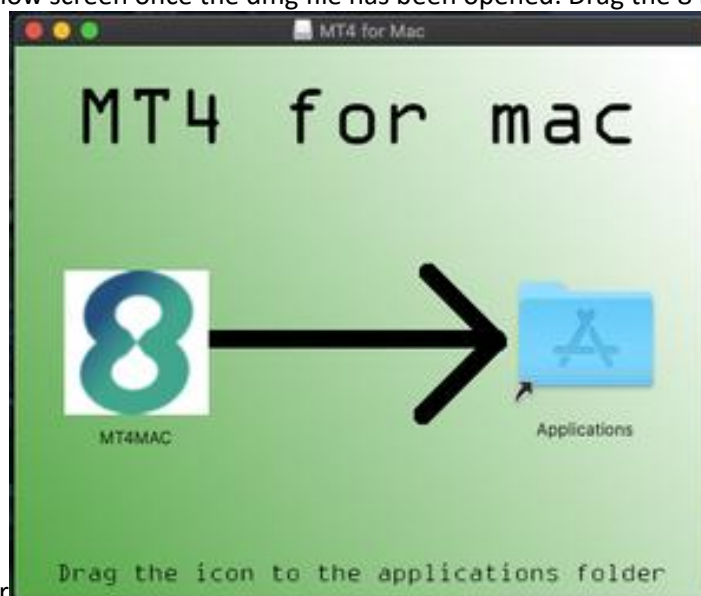 low screen once the dmg file has been opened. Drag the 8
MT4 for Mac
MT4 for mac
MT4MAC
Applications
Drag the icon to the applications folder
r